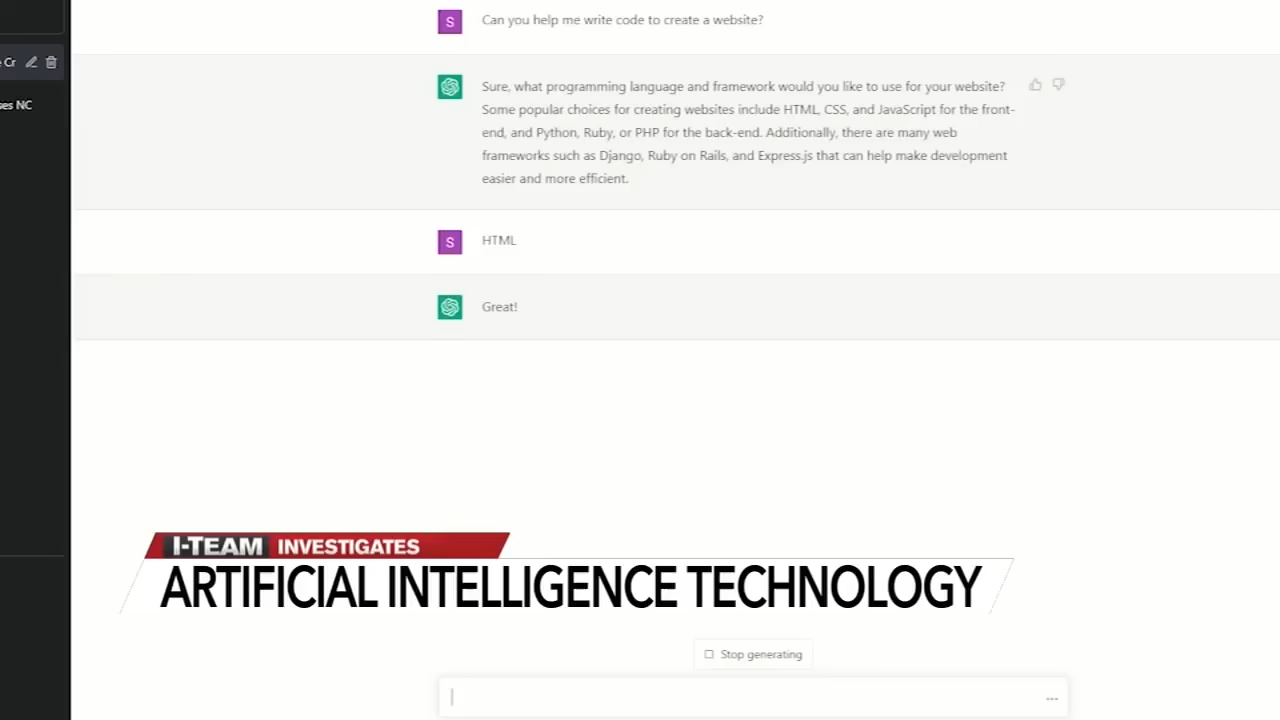 S
Can you help me write code to create a website?
Cr
Sure, what programming language and framework would you like to use for your website?
ses NC
Some popular choices for creating websites include HTML, CSS, and JavaScript for the front-
end, and Python, Ruby, or PHP for the back-end. Additionally, there are many web
frameworks such as Django, Ruby on Rails, and Express.js that can help make development
easier and more efficient.
S
HTML
Great!
I-TEAM INVESTIGATES
ARTIFICIAL INTELLIGENCE TECHNOLOGY
Stop generating
...